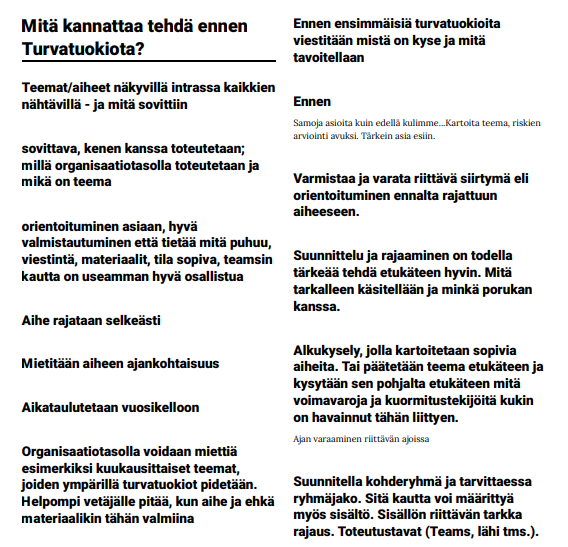 Mitä kannattaa tehdä ennen
Turvatuokiota?
Teemat/aiheet näkyvillä intrassa kaikkien
nähtävillä - ja mitä sovittiin
sovittava, kenen kanssa toteutetaan;
millä organisaatiotasolla toteutetaan ja
mikä on teema
orientoituminen asiaan, hyvä
valmistautuminen että tietää mitä puhuu,
viestintä, materiaalit, tila sopiva, teamsin
kautta on useamman hyvä osallistua
Aihe rajataan selkeästi
Mietitään aiheen ajankohtaisuus
Aikataulutetaan vuosikelloon
Organisaatiotasolla voidaan miettiä
esimerkiksi kuukausittaiset teemat,
joiden ympärillä turvatuokiot pidetään.
Helpompi vetäjälle pitää, kun aihe ja ehkä
materiaalikin tähän valmiina
Ennen ensimmäisiä turvatuokioita
viestitään mistä on kyse ja mitä
tavoitellaan
Ennen
Samoja asioita kuin edellä kulimme...Kartoita teema, riskien
arviointi avuksi. Tärkein asia esiin.
Varmistaa ja varata riittävä siirtymä eli
orientoituminen ennalta rajattuun
aiheeseen.
Suunnittelu ja rajaaminen on todella
tärkeää tehdä etukäteen hyvin. Mitä
tarkalleen käsitellään ja minkä porukan
kanssa.
Alkukysely, jolla kartoitetaan sopivia
aiheita. Tai päätetään teema etukäteen ja
kysytään sen pohjalta etukäteen mitä
voimavaroja ja kuormitustekijöitä kukin
on havainnut tähän liittyen.
Ajan varaaminen riittävän ajoissa
Suunnitella kohderyhmä ja tarvittaessa
ryhmäjako. Sitä kautta voi määrittyä
myös sisältö. Sisällön riittävän tarkka
rajaus. Toteutustavat (Teams, lähi tms.).